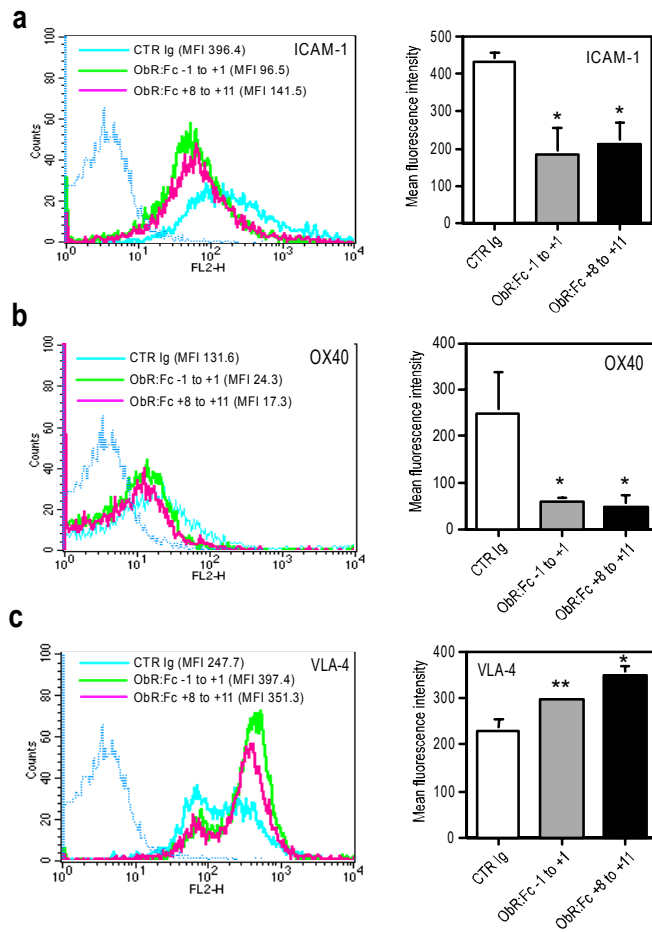 a
CTR Ig (MFI 396.4)
ObR:Fc -1 to +1 (MFI 96.5)
ObR:Fc +8 to +11 (MFI 141.5)
ICAM-1
Counts
100
80
60
40
20
0
10^0 10^1 10^2 10^3 10^4
FL2-H
ICAM-1
Mean fluorescence intensity
500
400
300
200
100
0
* *
CTR Ig
ObR:Fc -1 to +1
ObR:Fc +8 to +11
b
CTR Ig (MFI 131.6)
ObR:Fc -1 to +1 (MFI 24.3)
ObR:Fc +8 to +11 (MFI 17.3)
OX40
Counts
100
80
60
40
20
0
10^0 10^1 10^2 10^3 10^4
FL2-H
OX40
Mean fluorescence intensity
400
300
200
100
0
* *
CTR Ig
ObR:Fc -1 to +1
ObR:Fc +8 to +11
c
CTR Ig (MFI 247.7)
ObR:Fc -1 to +1 (MFI 397.4)
ObR:Fc +8 to +11 (MFI 351.3)
VLA-4
Counts
100
80
60
40
20
0
10^0 10^1 10^2 10^3 10^4
FL2-H
VLA-4
Mean fluorescence intensity
400
300
200
100
0
** *
CTR Ig
ObR:Fc -1 to +1
ObR:Fc +8 to +11